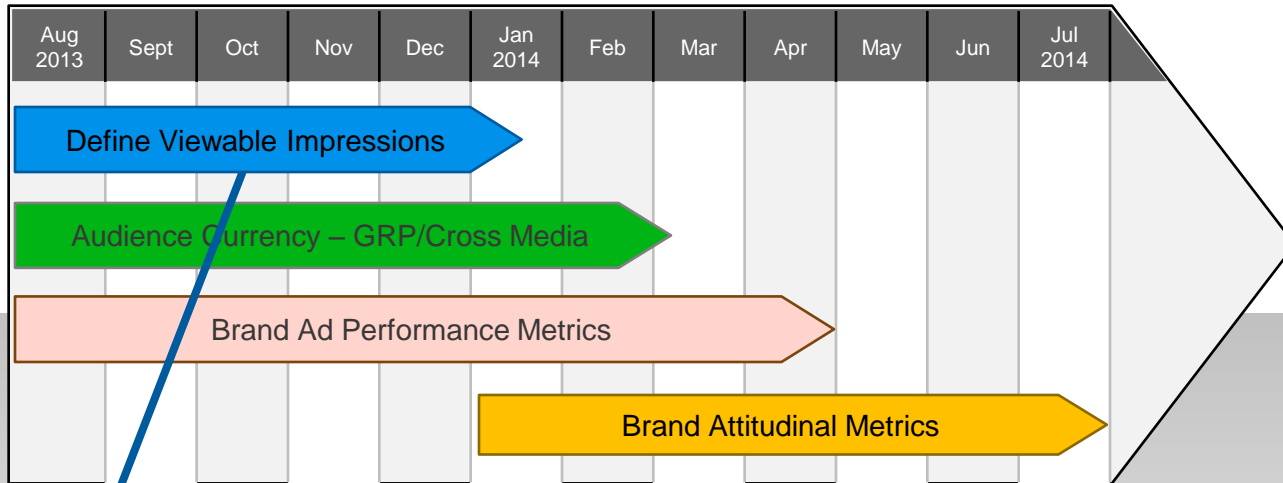 Aug
2013
Sept
Oct
Nov
Dec
Jan
2014
Feb
Mar
Apr
May
Jun
Jul
2014
Define Viewable Impressions
Audience Currency – GRP/Cross Media
Brand Ad Performance Metrics
Brand Attitudinal Metrics